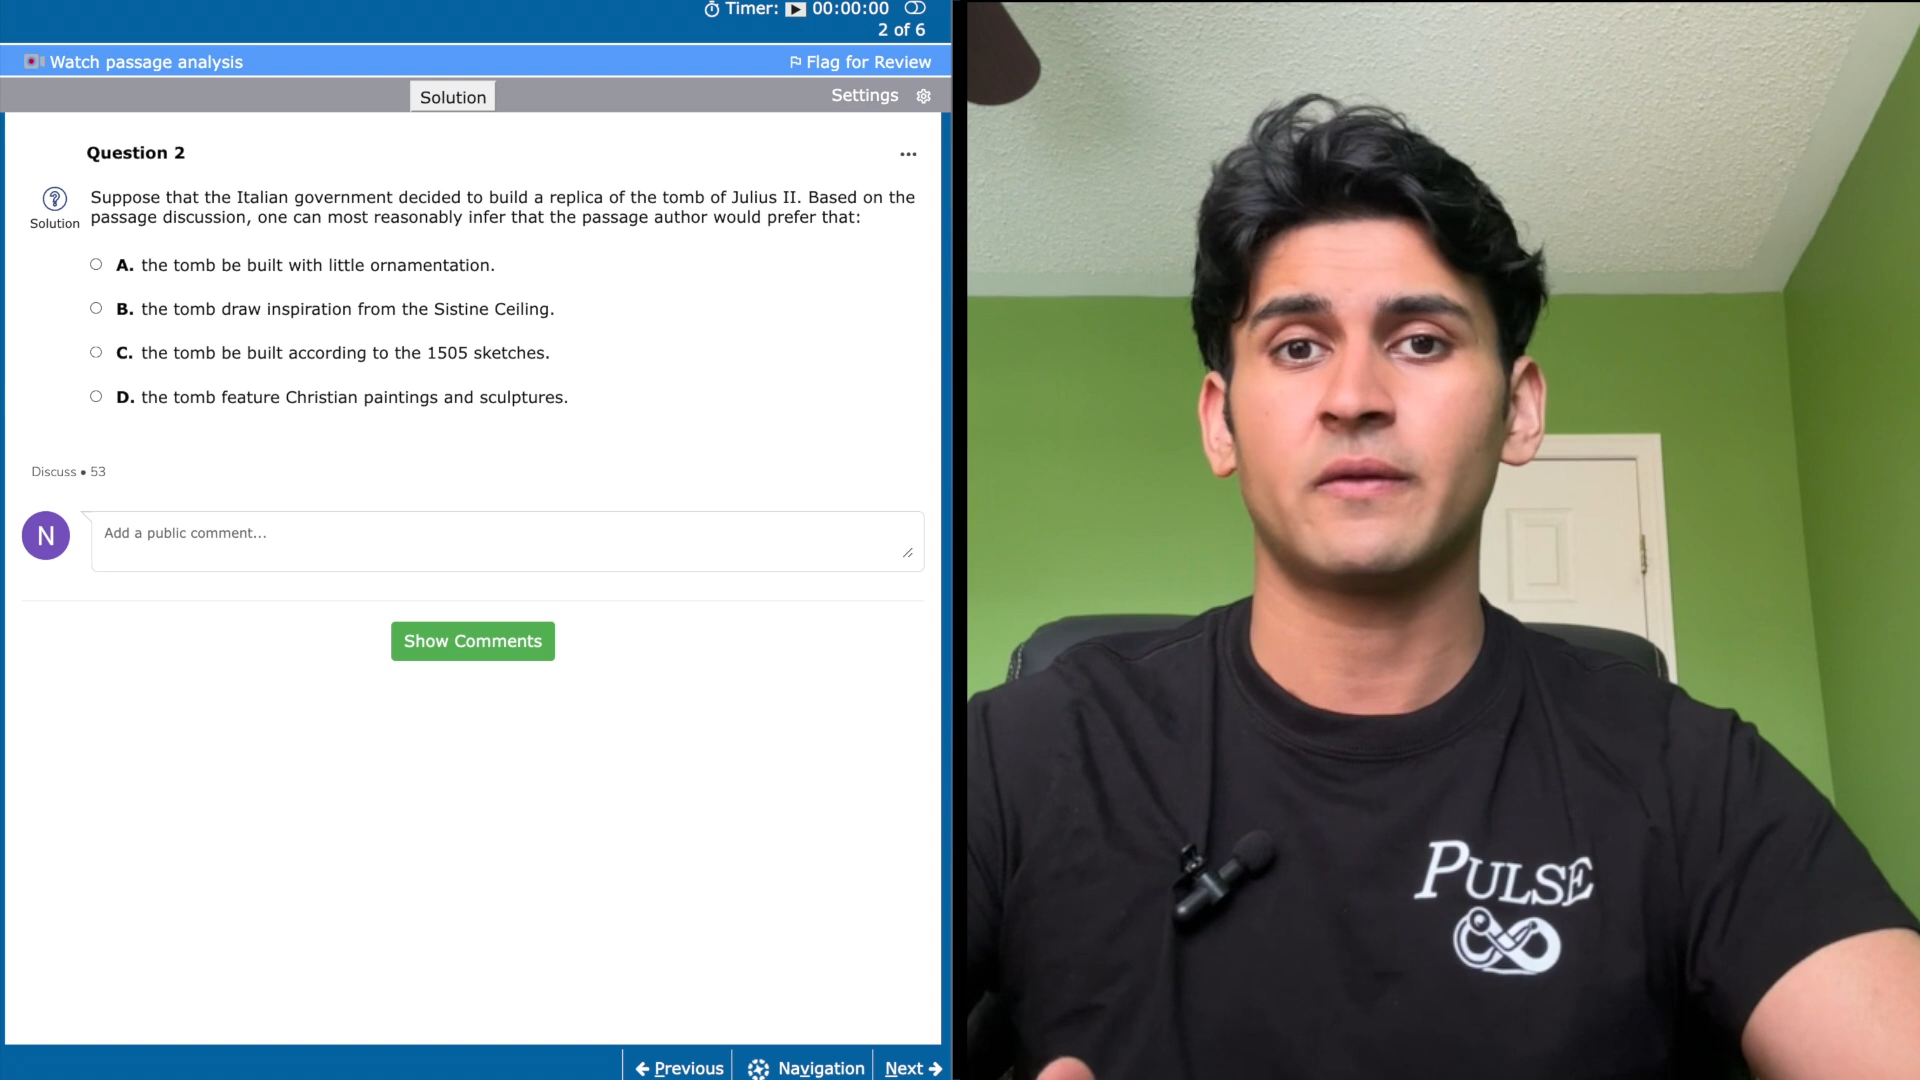 Timer: 00:00:00
2 of 6
Watch passage analysis
Flag for Review
Solution
Settings
Question 2
...
Solution
Suppose that the Italian government decided to build a replica of the tomb of Julius II. Based on the
passage discussion, one can most reasonably infer that the passage author would prefer that:
A. the tomb be built with little ornamentation.
B. the tomb draw inspiration from the Sistine Ceiling.
C. the tomb be built according to the 1505 sketches.
D. the tomb feature Christian paintings and sculptures.
Discuss • 53
N
Add a public comment...
Show Comments
Previous
Navigation
Next
PULSE